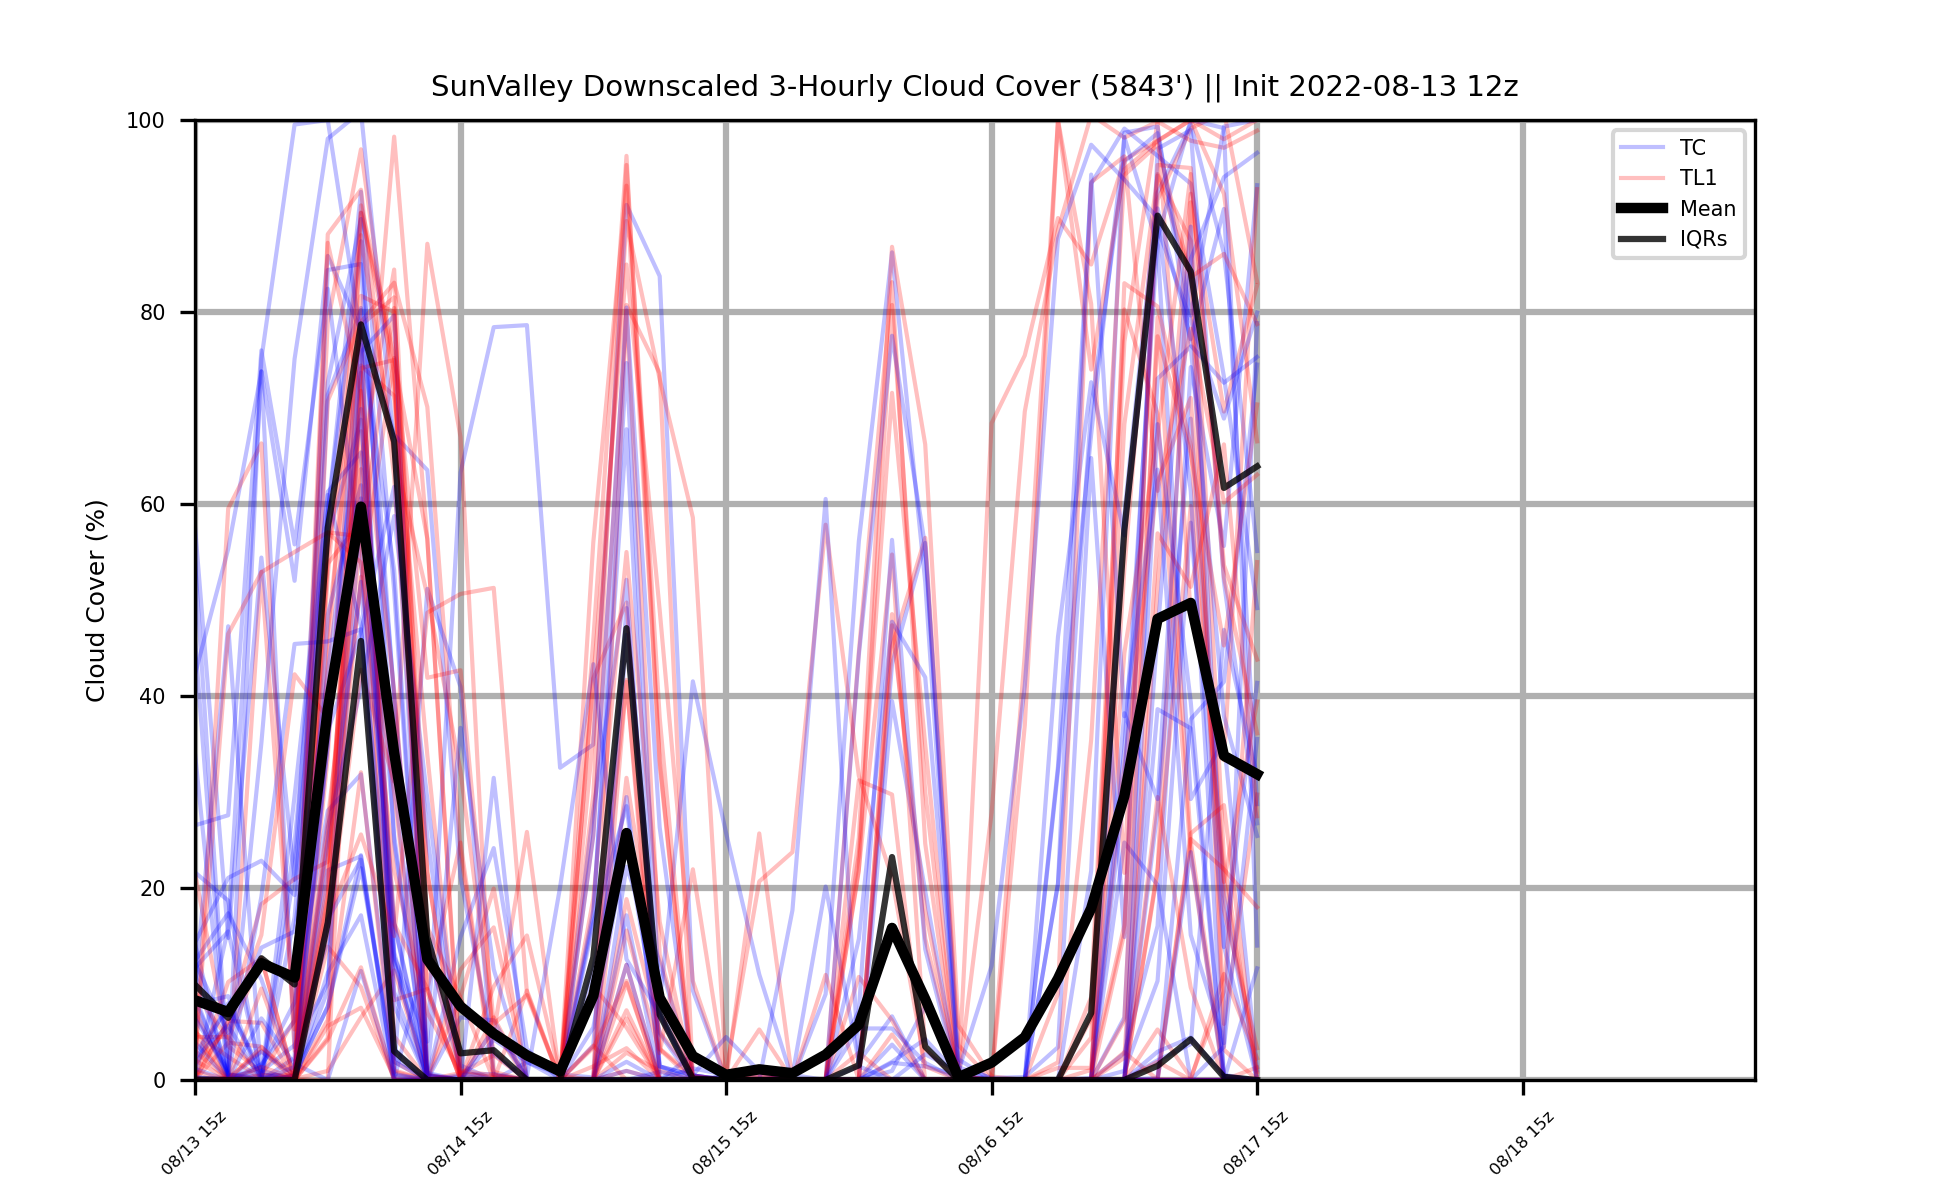 SunValley Downscaled 3-Hourly Cloud Cover (5843') || Init 2022-08-13 12z
Cloud Cover (%)
100
80
60
40
20
0
TC
TL1
Mean
IQRs
08/13 15z
08/14 15z
08/15 15z
08/16 15z
08/17 15z
08/18 15z